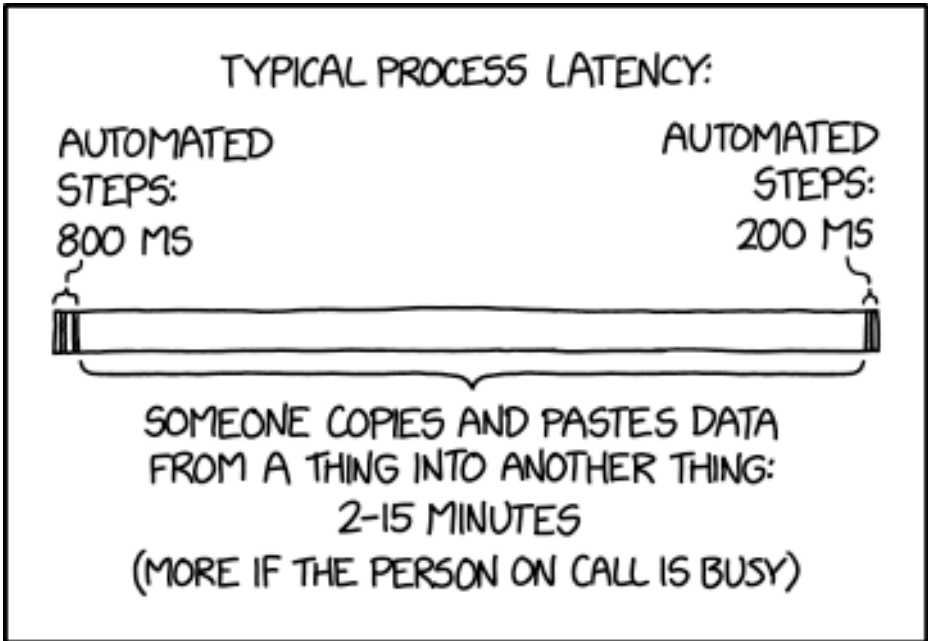 TYPICAL PROCESS LATENCY:
AUTOMATED
STEPS:
800 MS
AUTOMATED
STEPS:
200 MS
SOMEONE COPIES AND PASTES DATA
FROM A THING INTO ANOTHER THING:
2-15 MINUTES
(MORE IF THE PERSON ON CALL IS BUSY)